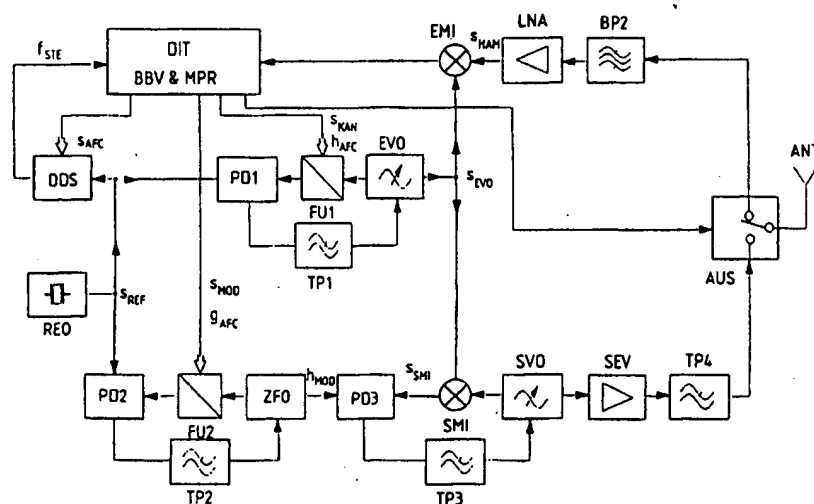 EMI
LNA
BP2
f_STE
DIT
BBV & MPR
s_HAM
s_AFC
s_KAN
h_AFC
EVO
ANT
DDS
PD1
FU1
s_EVO
TP1
AUS
REO
s_REF
s_MOD
g_AFC
PD2
FU2
ZFO
h_MOD
PD3
s_SMI
SMI
SVO
SEV
TP4
TP2
TP3